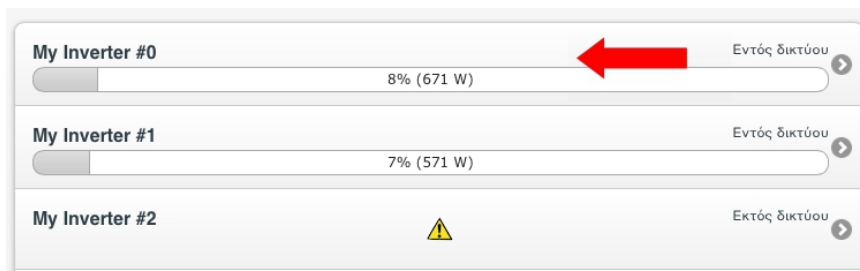 My Inverter #0
Εντός δικτύου
8% (671 W)
My Inverter #1
Εντός δικτύου
7% (571 W)
My Inverter #2
Εκτός δικτύου